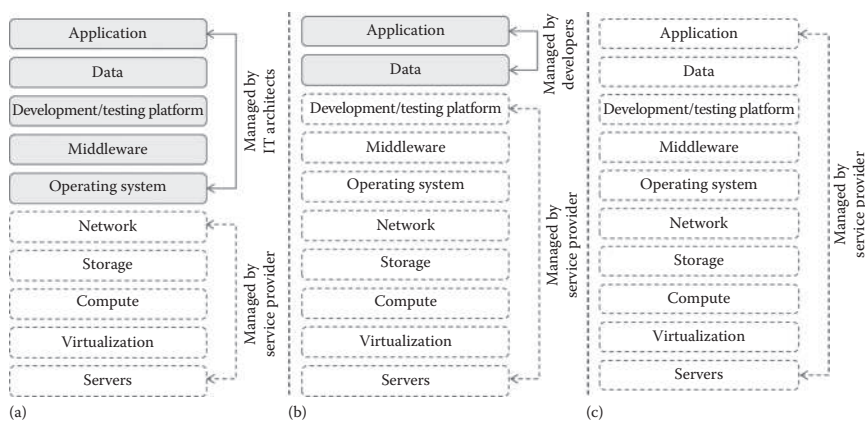 Application
Data
Development/testing platform
Middleware
Operating system
Network
Storage
Compute
Virtualization
Servers
Managed by
IT architects
Managed by
service provider
(a)
Application
Data
Development/testing platform
Middleware
Operating system
Network
Storage
Compute
Virtualization
Servers
Managed by
developers
Managed by
service provider
(b)
Application
Data
Development/testing platform
Middleware
Operating system
Network
Storage
Compute
Virtualization
Servers
Managed by
service provider
(c)